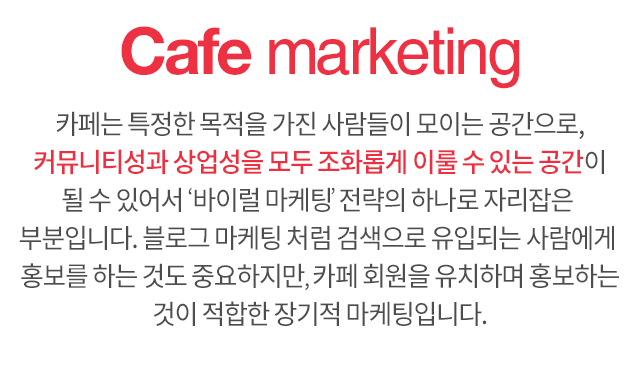 Cafe marketing
카페는 특정한 목적을 가진 사람들이 모이는 공간으로,
커뮤니티성과 상업성을 모두 조화롭게 이룰 수 있는 공간이
될 수 있어서 ‘바이럴 마케팅’ 전략의 하나로 자리잡은
부분입니다. 블로그 마케팅 처럼 검색으로 유입되는 사람에게
홍보를 하는 것도 중요하지만, 카페 회원을 유치하며 홍보하는
것이 적합한 장기적 마케팅입니다.